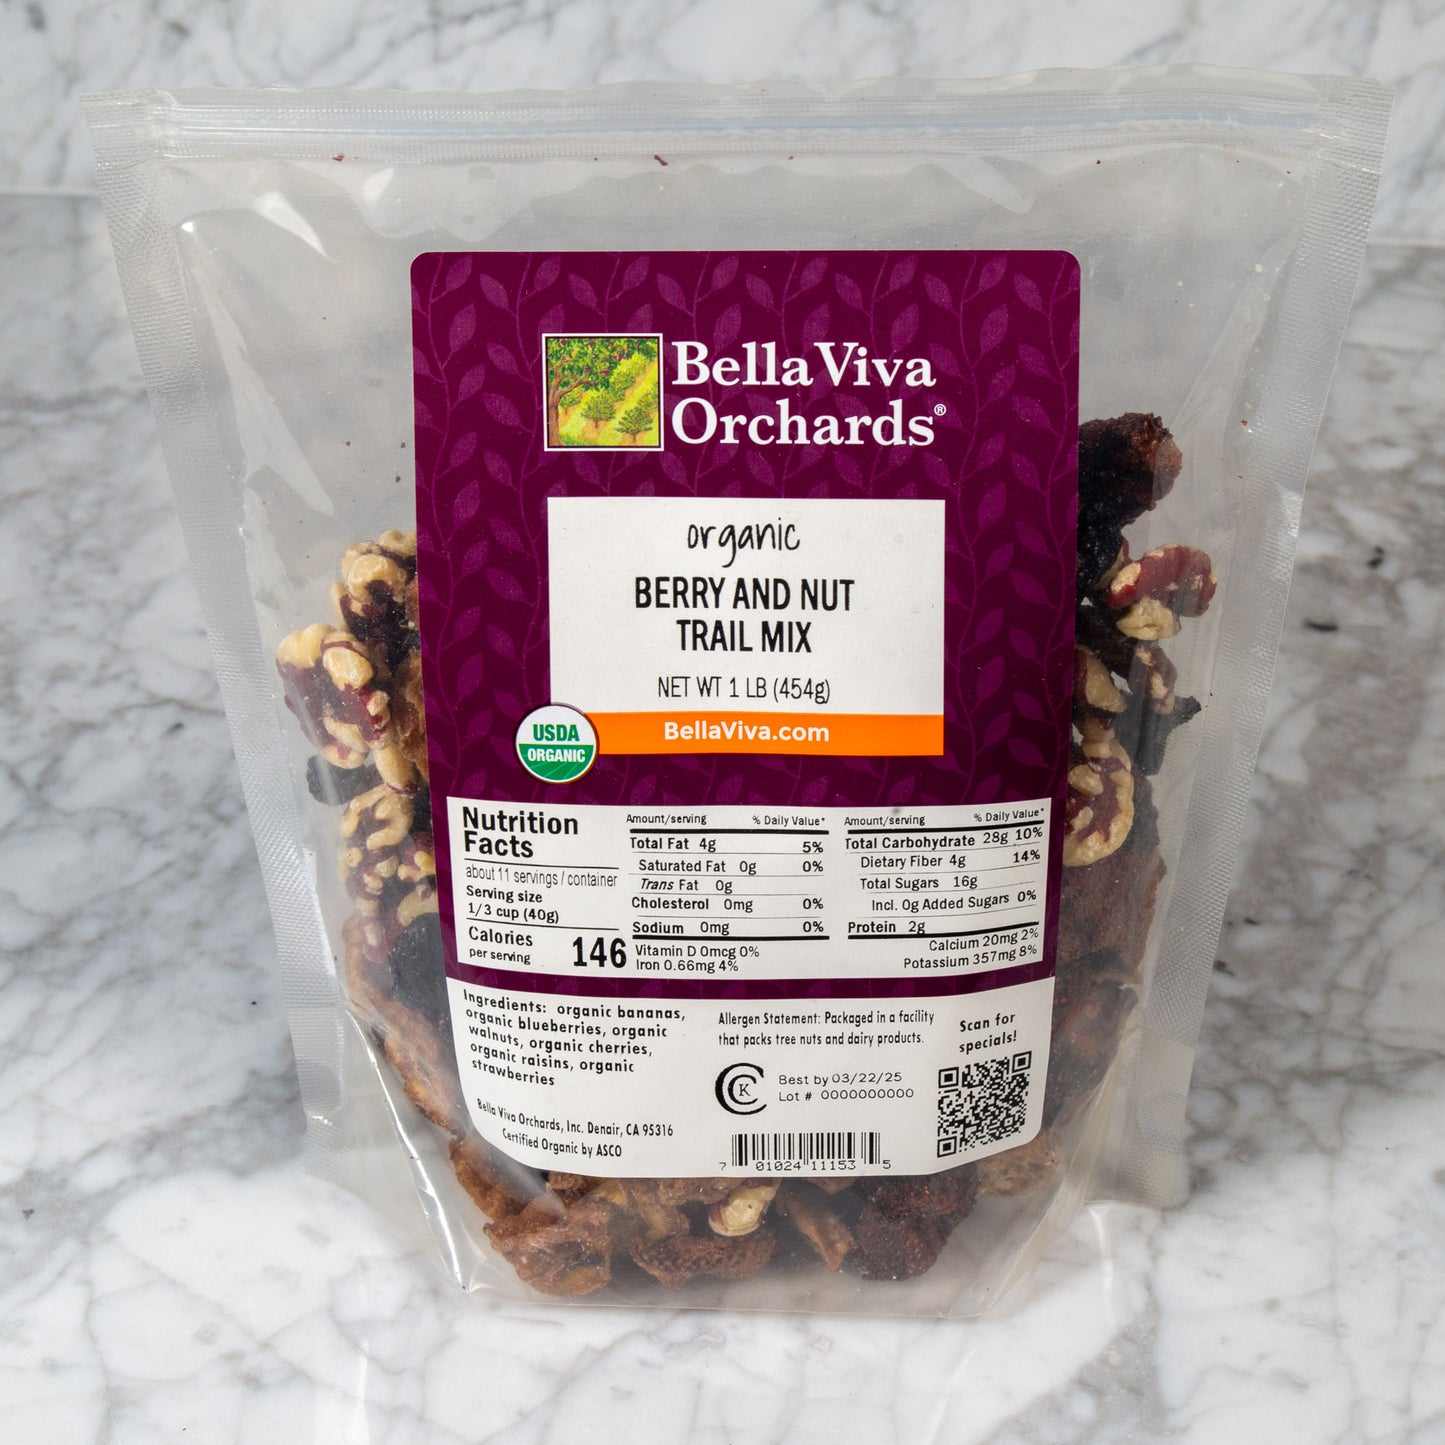 Bella Viva
Orchards®
organic
BERRY AND NUT
TRAIL MIX
NET WT 1 LB (454g)
BellaViva.com
USDA
ORGANIC
Nutrition
Facts
about 11 servings / container
Serving size
1/3 cup (40g)
Calories
per serving
146
Amount/serving % Daily Value*
Total Fat 4g 5%
Saturated Fat 0g 0%
Trans Fat 0g
Cholesterol 0mg 0%
Sodium 0mg 0%
Vitamin D 0mcg 0%
Iron 0.66mg 4%
Amount/serving % Daily Value*
Total Carbohydrate 28g 10%
Dietary Fiber 4g 14%
Total Sugars 16g
Incl. 0g Added Sugars 0%
Protein 2g
Calcium 20mg 2%
Potassium 357mg 8%
Ingredients: organic bananas,
organic blueberries, organic
walnuts, organic cherries,
organic raisins, organic
strawberries
Bella Viva Orchards, Inc. Denair, CA 95316
Certified Organic by ASCO
Allergen Statement: Packaged in a facility
that packs tree nuts and dairy products.
CCK
Best by 03/22/25
Lot # 0000000000
7 01024 11153 5
Scan for
specials!